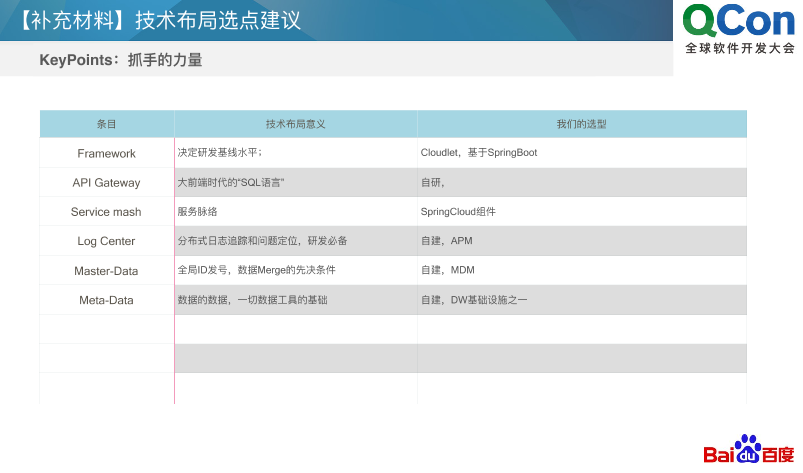 【补充材料】技术布局选点建议
QCon
全球软件开发大会
KeyPoints：抓手的力量
条目 技术布局意义 我们的选型
Framework 决定研发基线水平； Cloudlet，基于SpringBoot
API Gateway 大前端时代的“SQL语言” 自研，
Service mash 服务脉络 SpringCloud组件
Log Center 分布式日志追踪和问题定位，研发必备 自建，APM
Master-Data 全局ID发号，数据Merge的先决条件 自建，MDM
Meta-Data 数据的数据，一切数据工具的基础 自建，DW基础设施之一
Bai du 百度